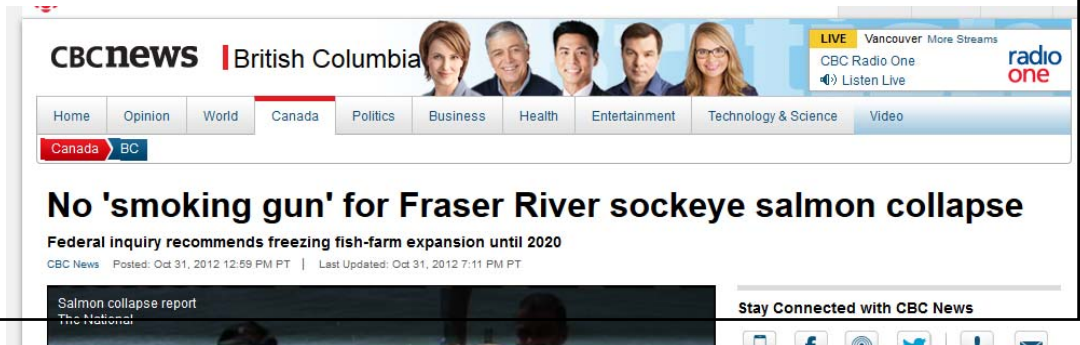 CBCnews | British Columbia
LIVE Vancouver More Streams
CBC Radio One
Listen Live
radio
one
Home Opinion World Canada Politics Business Health Entertainment Technology & Science Video
Canada BC
No 'smoking gun' for Fraser River sockeye salmon collapse
Federal inquiry recommends freezing fish-farm expansion until 2020
CBC News Posted: Oct 31, 2012 12:59 PM PT | Last Updated: Oct 31, 2012 7:11 PM PT
Salmon collapse report
The National
Stay Connected with CBC News